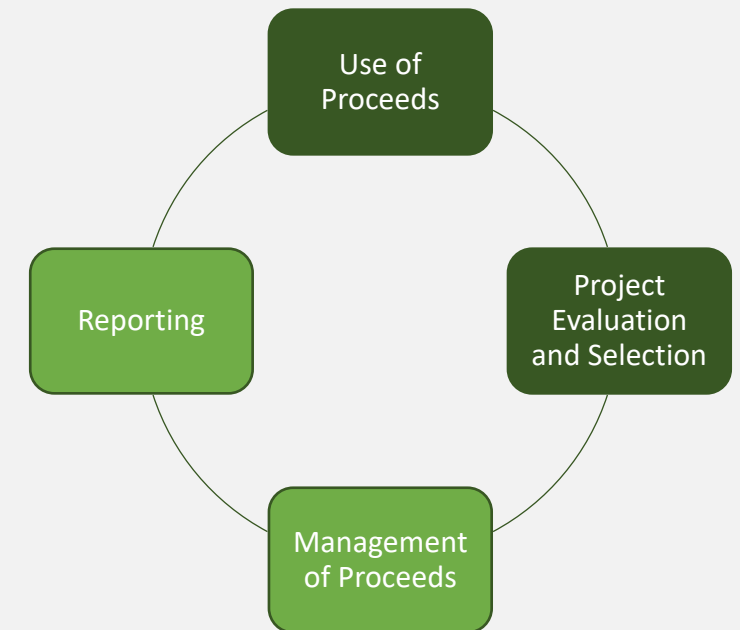 Use of
Proceeds
Project
Evaluation
and Selection
Management
of Proceeds
Reporting